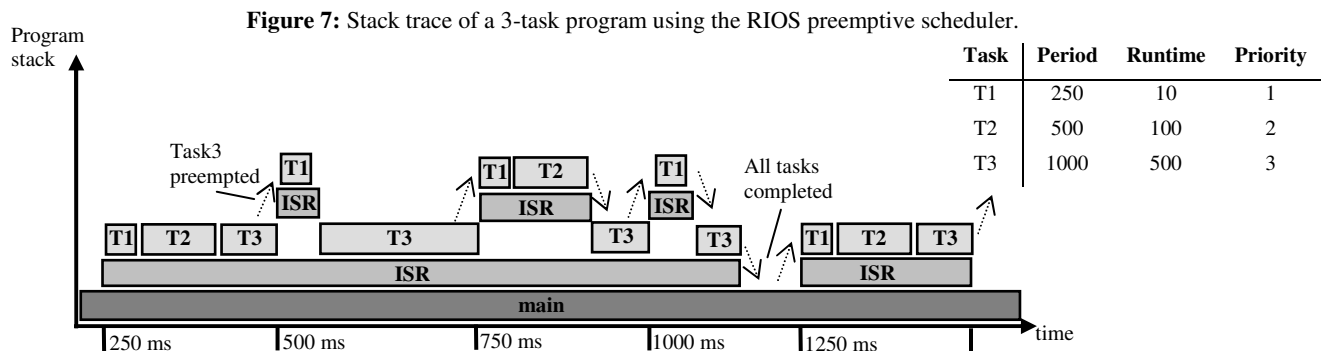 Figure 7: Stack trace of a 3-task program using the RIOS preemptive scheduler.
Program
stack
Task Period Runtime Priority
T1 250 10 1
T2 500 100 2
T3 1000 500 3
Task3
preempted
All tasks
completed
T1
T1 T2
T1
ISR
ISR
ISR
T1 T2 T3
T3
T3
T3
T1 T2 T3
ISR
ISR
main
time
250 ms
500 ms
750 ms
1000 ms
1250 ms